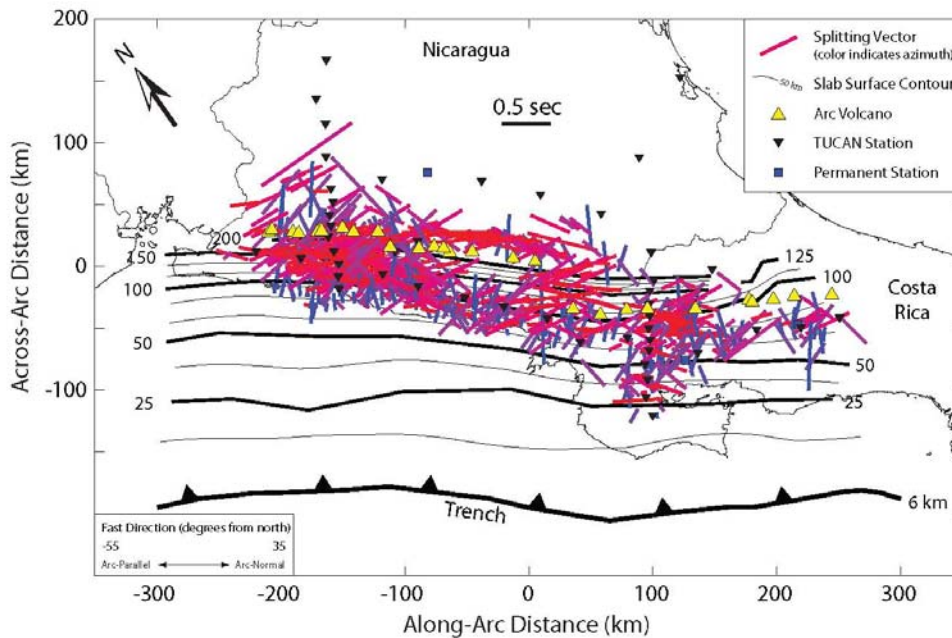 200
100
0
-100
-200
Across-Arc Distance (km)
N
Nicaragua
0.5 sec
Splitting Vector
(color indicates azimuth)
50 km
Slab Surface Contour
Arc Volcano
TUCAN Station
Permanent Station
200
150
100
50
25
125
100
Costa
Rica
50
25
Trench
6 km
Fast Direction (degrees from north)
-55 35
Arc-Parallel Arc-Normal
-300 -200 -100 0 100 200 300
Along-Arc Distance (km)